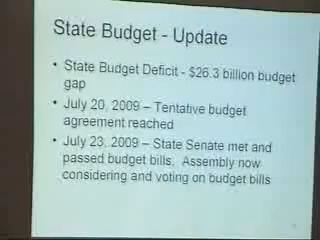 State Budget - Update
• State Budget Deficit - $26.3 billion budget
gap
• July 20, 2009 – Tentative budget
agreement reached
• July 23, 2009 – State Senate met and
passed budget bills.  Assembly now
considering and voting on budget bills